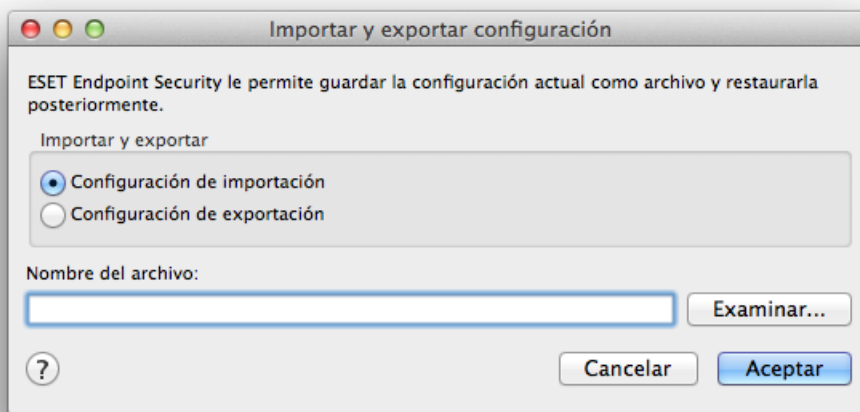 Importar y exportar configuración
ESET Endpoint Security le permite guardar la configuración actual como archivo y restaurarla
posteriormente.
Importar y exportar
Configuración de importación
Configuración de exportación
Nombre del archivo:
Examinar...
?
Cancelar
Aceptar